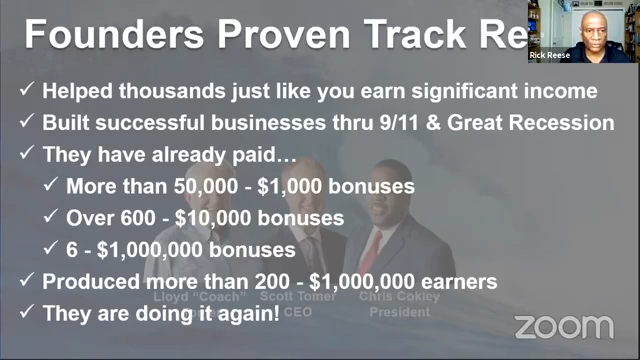 Founders Proven Track Re
Rick Reese
✓ Helped thousands just like you earn significant income
✓ Built successful businesses thru 9/11 & Great Recession
✓ They have already paid…
✓ More than 50,000 - $1,000 bonuses
✓ Over 600 - $10,000 bonuses
✓ 6 - $1,000,000 bonuses
✓ Produced more than 200 - $1,000,000 earners
Lloyd "Coach" Scott Tomer Chris Cokley
✓ They are doing it again!
CEO President
zoom